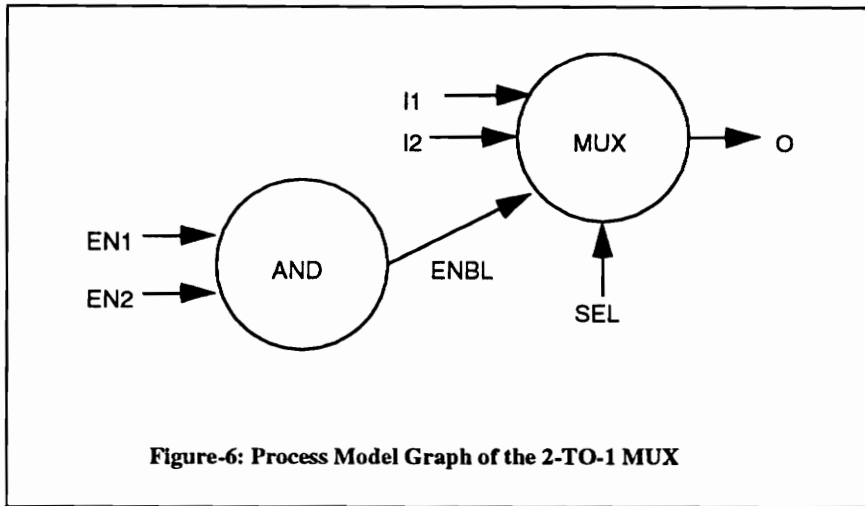 I1
I2
MUX
O
EN1
EN2
AND
ENBL
SEL
Figure-6: Process Model Graph of the 2-TO-1 MUX